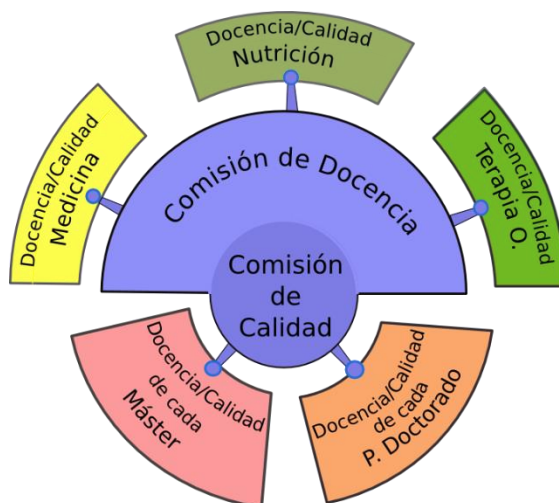 Docencia/Calidad
Nutrición
Docencia/Calidad
Medicina
Docencia/Calidad
Terapia O.
Comisión de Docencia
Comisión
de
Calidad
Docencia/Calidad
de cada
Máster
Docencia/Calidad
de cada
P. Doctorado